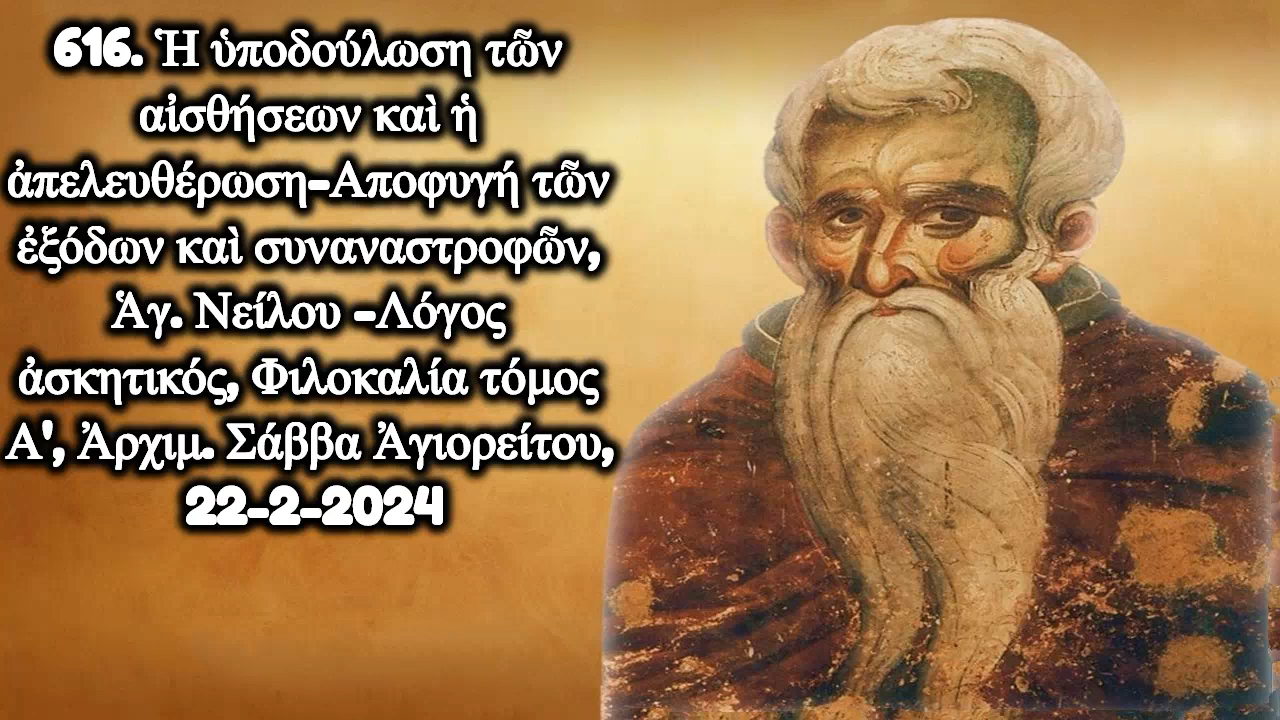 616. Ἡ ὑποδούλωση τῶν
αἰσθήσεων καὶ ἡ
ἀπελευθέρωση-Αποφυγή τῶν
ἐξόδων καὶ συναναστροφῶν,
Ἁγ. Νείλου -Λόγος
ἀσκητικός, Φιλοκαλία τόμος
Α', Ἀρχιμ. Σάββα Ἁγιορείτου,
22-2-2024